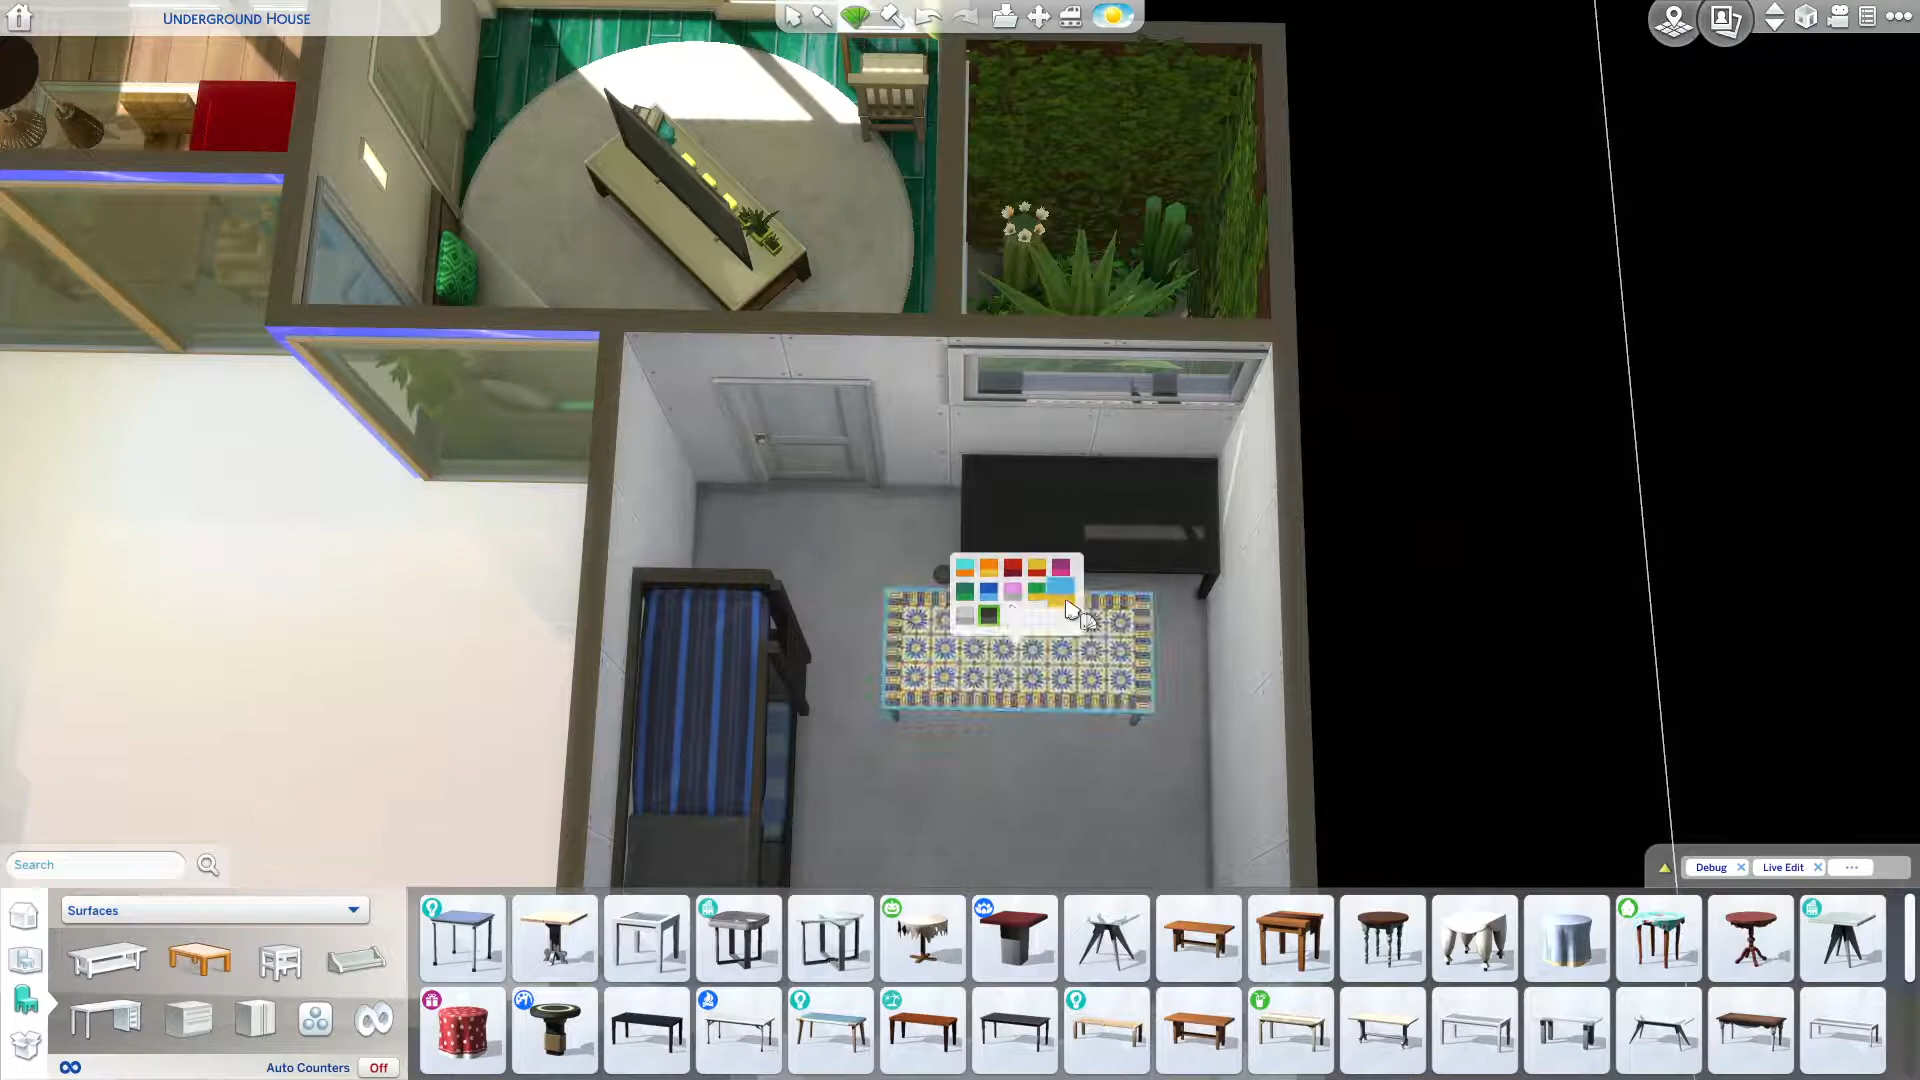 UNDERGROUND HOUSE
Search
Surfaces
Auto Counters Off
Debug
Live Edit